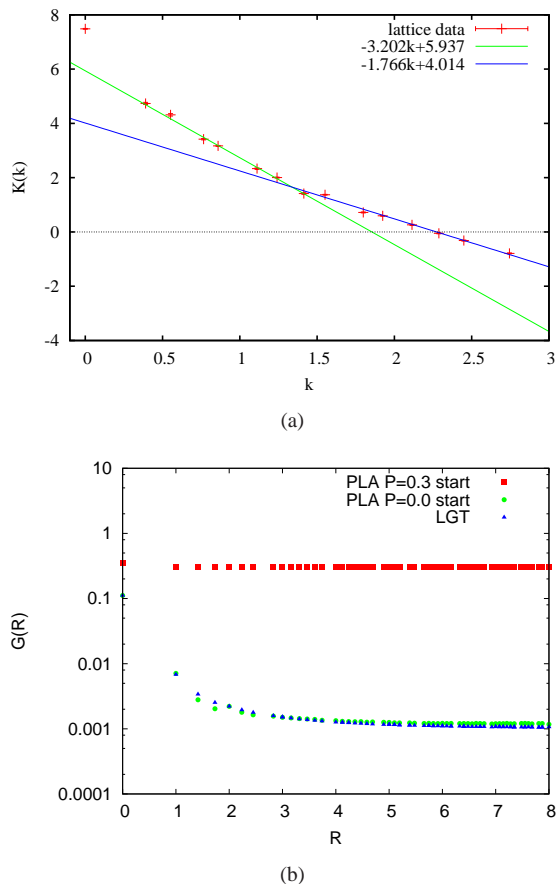 8
6
4
2
0
-2
-4
K(k)
lattice data
-3.202k+5.937
-1.766k+4.014
0 0.5 1 1.5 2 2.5 3
k
(a)
10
1
0.1
0.01
0.001
0.0001
G(R)
PLA P=0.3 start
PLA P=0.0 start
LGT
0 1 2 3 4 5 6 7 8
R
(b)